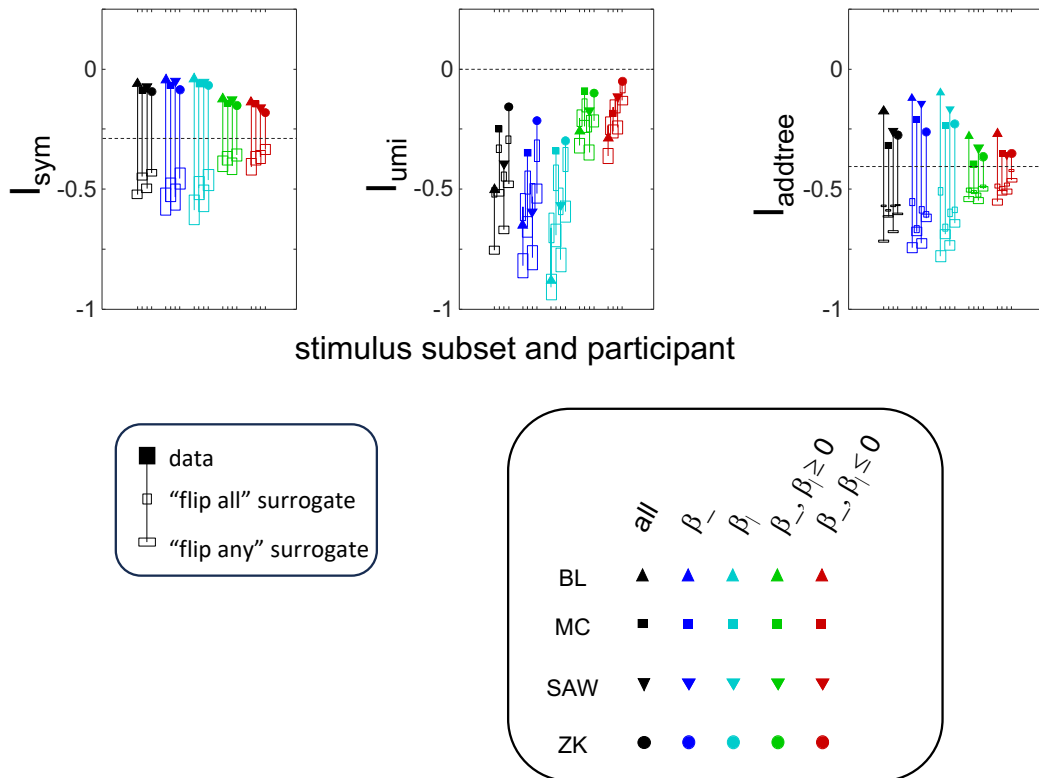 0
-0.5
-1
I_sym
0
-0.5
-1
I_umi
0
-0.5
-1
I_addtree
stimulus subset and participant
data
“flip all” surrogate
“flip any” surrogate
all
β_–
β_|
β_–, β_| ≥ 0
β_–, β_| ≤ 0
BL
MC
SAW
ZK